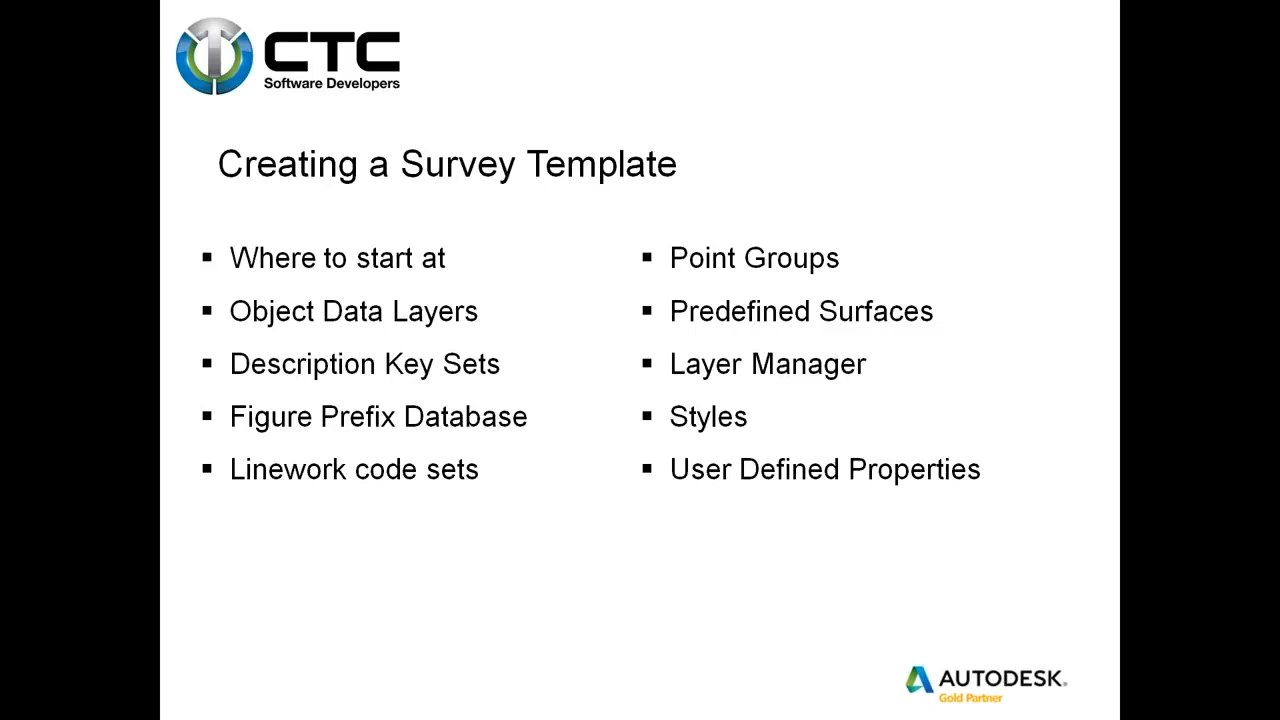 CTC
Software Developers
Creating a Survey Template
▪ Where to start at
▪ Object Data Layers
▪ Description Key Sets
▪ Figure Prefix Database
▪ Linework code sets
▪ Point Groups
▪ Predefined Surfaces
▪ Layer Manager
▪ Styles
▪ User Defined Properties
AUTODESK®
Gold Partner